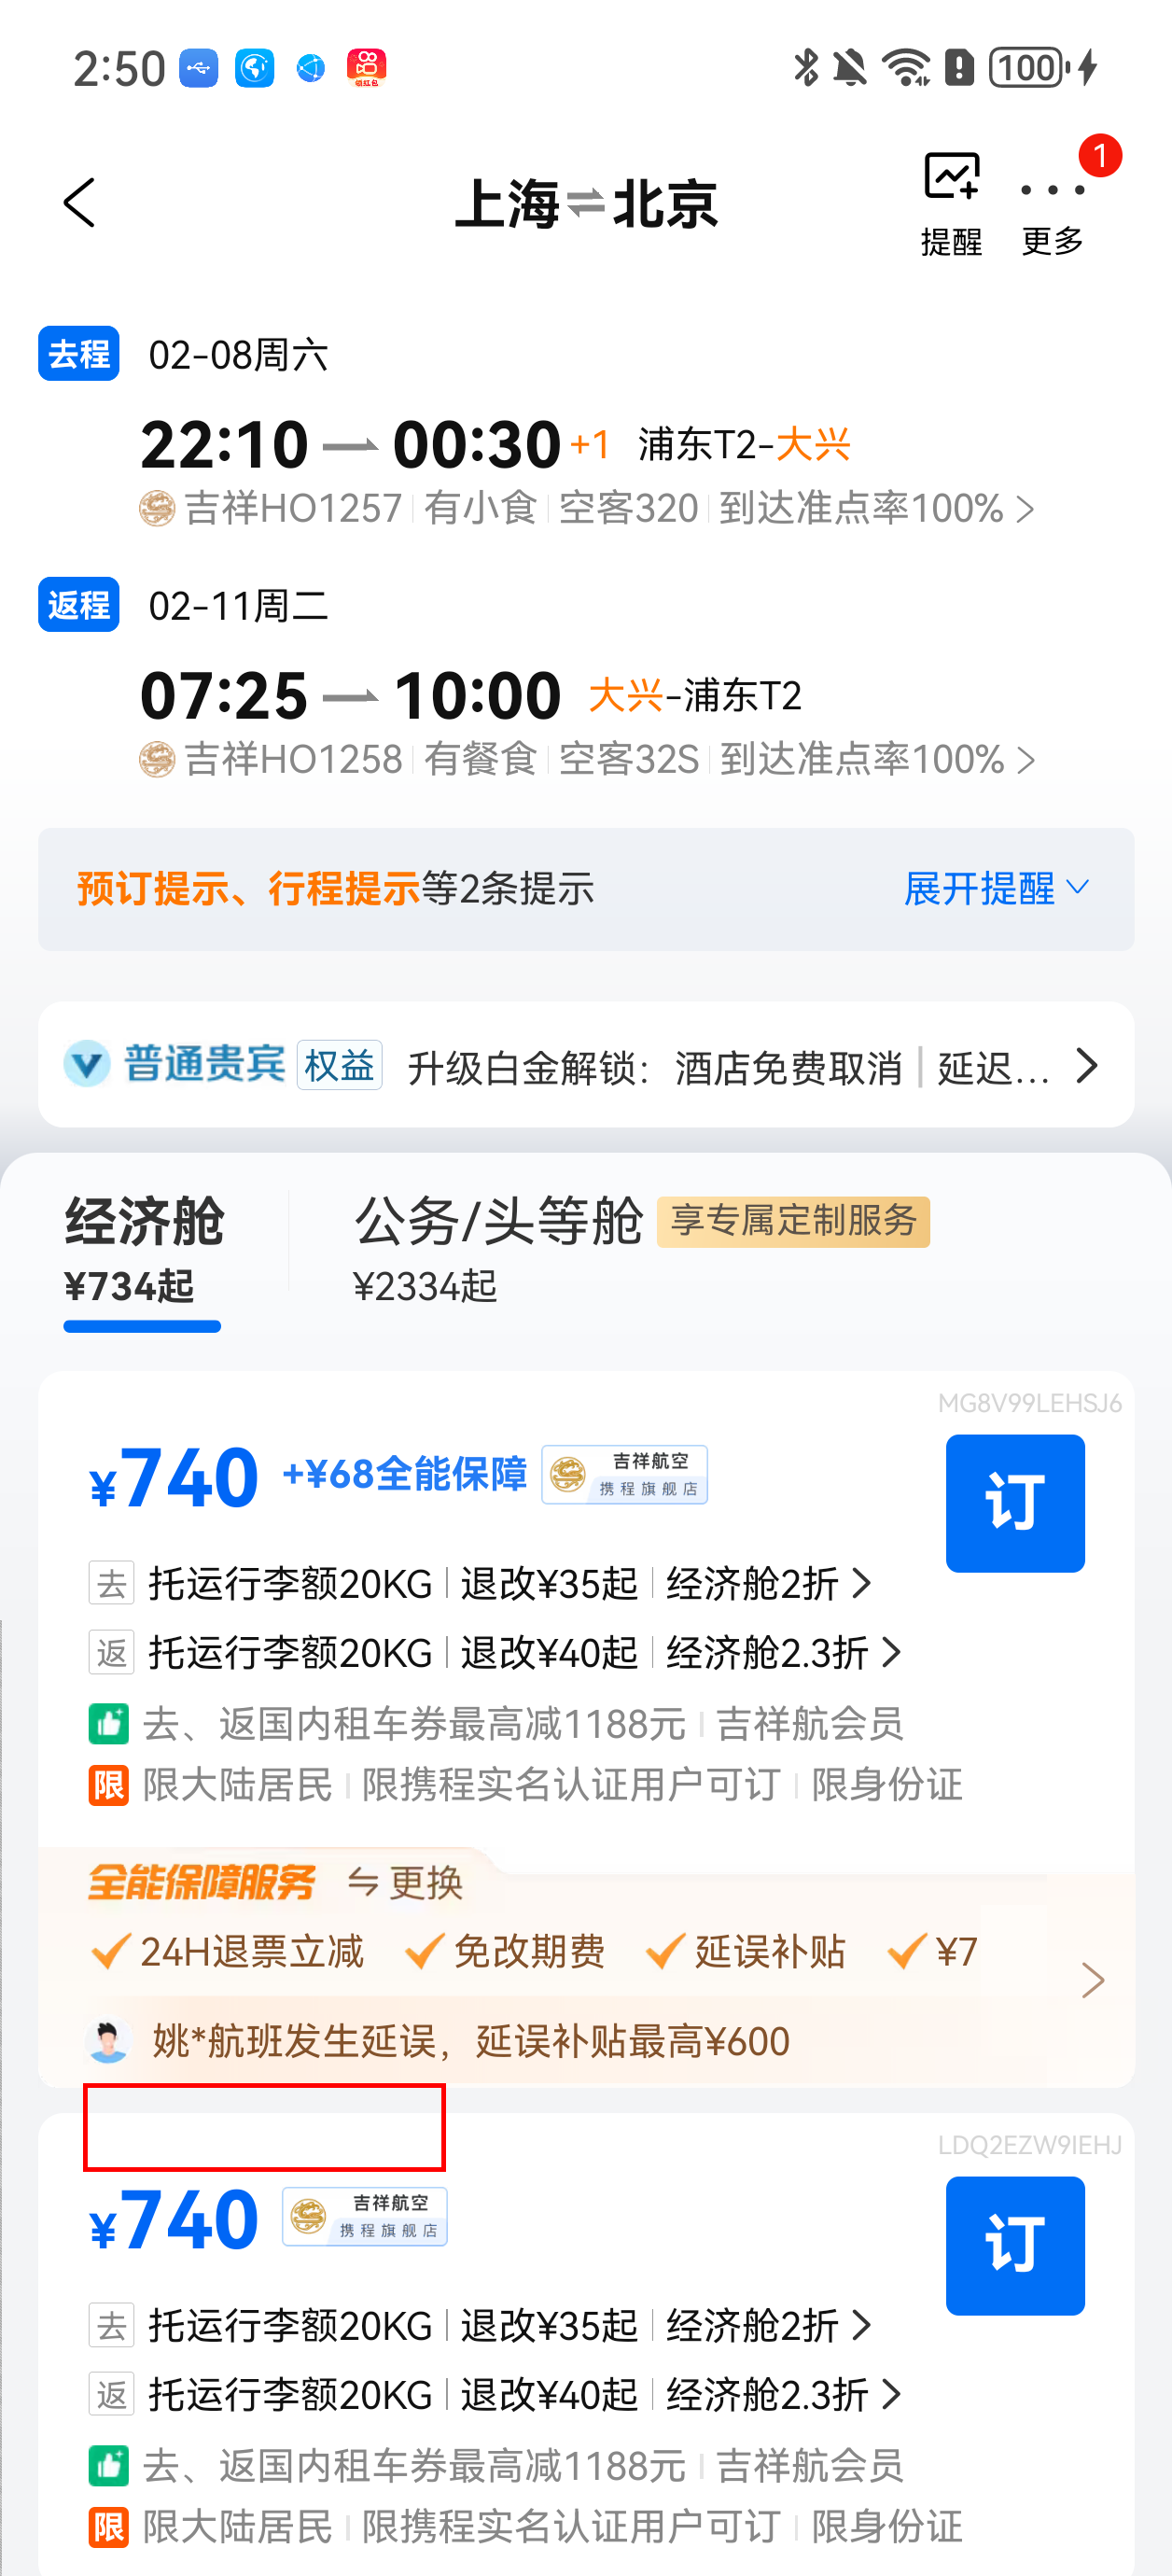 2:50
领红包
100
上海⇌北京
提醒
更多
1
去程 02-08周六
22:10 00:30 +1 浦东T2-大兴
吉祥HO1257 有小食 空客320 到达准点率100%
返程 02-11周二
07:25 10:00 大兴-浦东T2
吉祥HO1258 有餐食 空客32S 到达准点率100%
预订提示、行程提示等2条提示 展开提醒
普通贵宾 权益 升级白金解锁：酒店免费取消 | 延迟...
经济舱 公务/头等舱 享专属定制服务
¥734起 ¥2334起
MG8V99LEHSJ6
¥740 +¥68全能保障 吉祥航空 携程旗舰店 订
去 托运行李额20KG 退改¥35起 经济舱2折
返 托运行李额20KG 退改¥40起 经济舱2.3折
去、返国内租车券最高减1188元 吉祥航会员
限 限大陆居民 限携程实名认证用户可订 限身份证
全能保障服务 更换
24H退票立减 免改期费 延误补贴 ¥7
姚*航班发生延误，延误补贴最高¥600
LDQ2EZW9IEHJ
¥740 吉祥航空 携程旗舰店 订
去 托运行李额20KG 退改¥35起 经济舱2折
返 托运行李额20KG 退改¥40起 经济舱2.3折
去、返国内租车券最高减1188元 吉祥航会员
限 限大陆居民 限携程实名认证用户可订 限身份证